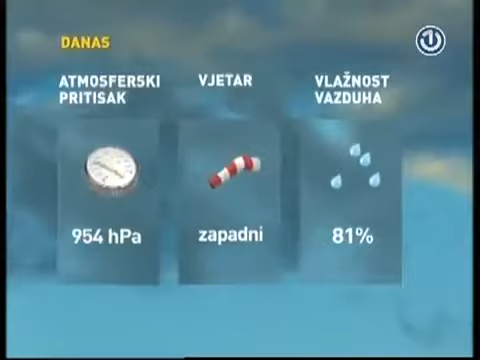 DANAS
ATMOSFERSKI
PRITISAK
VJETAR
VLAŽNOST
VAZDUHA
954 hPa
zapadni
81%